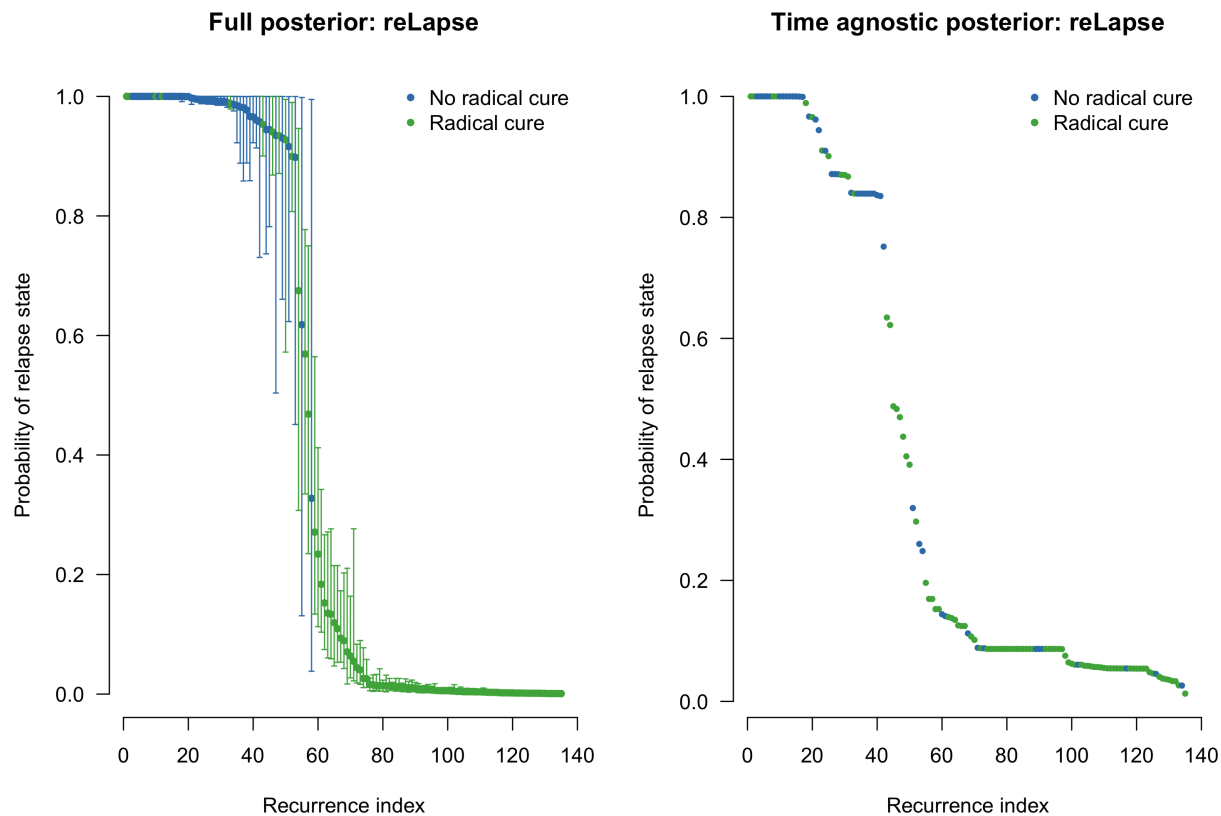 Full posterior: reLapse
No radical cure
Radical cure
Probability of relapse state
1.0
0.8
0.6
0.4
0.2
0.0
0 20 40 60 80 100 120 140
Recurrence index
Time agnostic posterior: reLapse
No radical cure
Radical cure
Probability of relapse state
1.0
0.8
0.6
0.4
0.2
0.0
0 20 40 60 80 100 120 140
Recurrence index